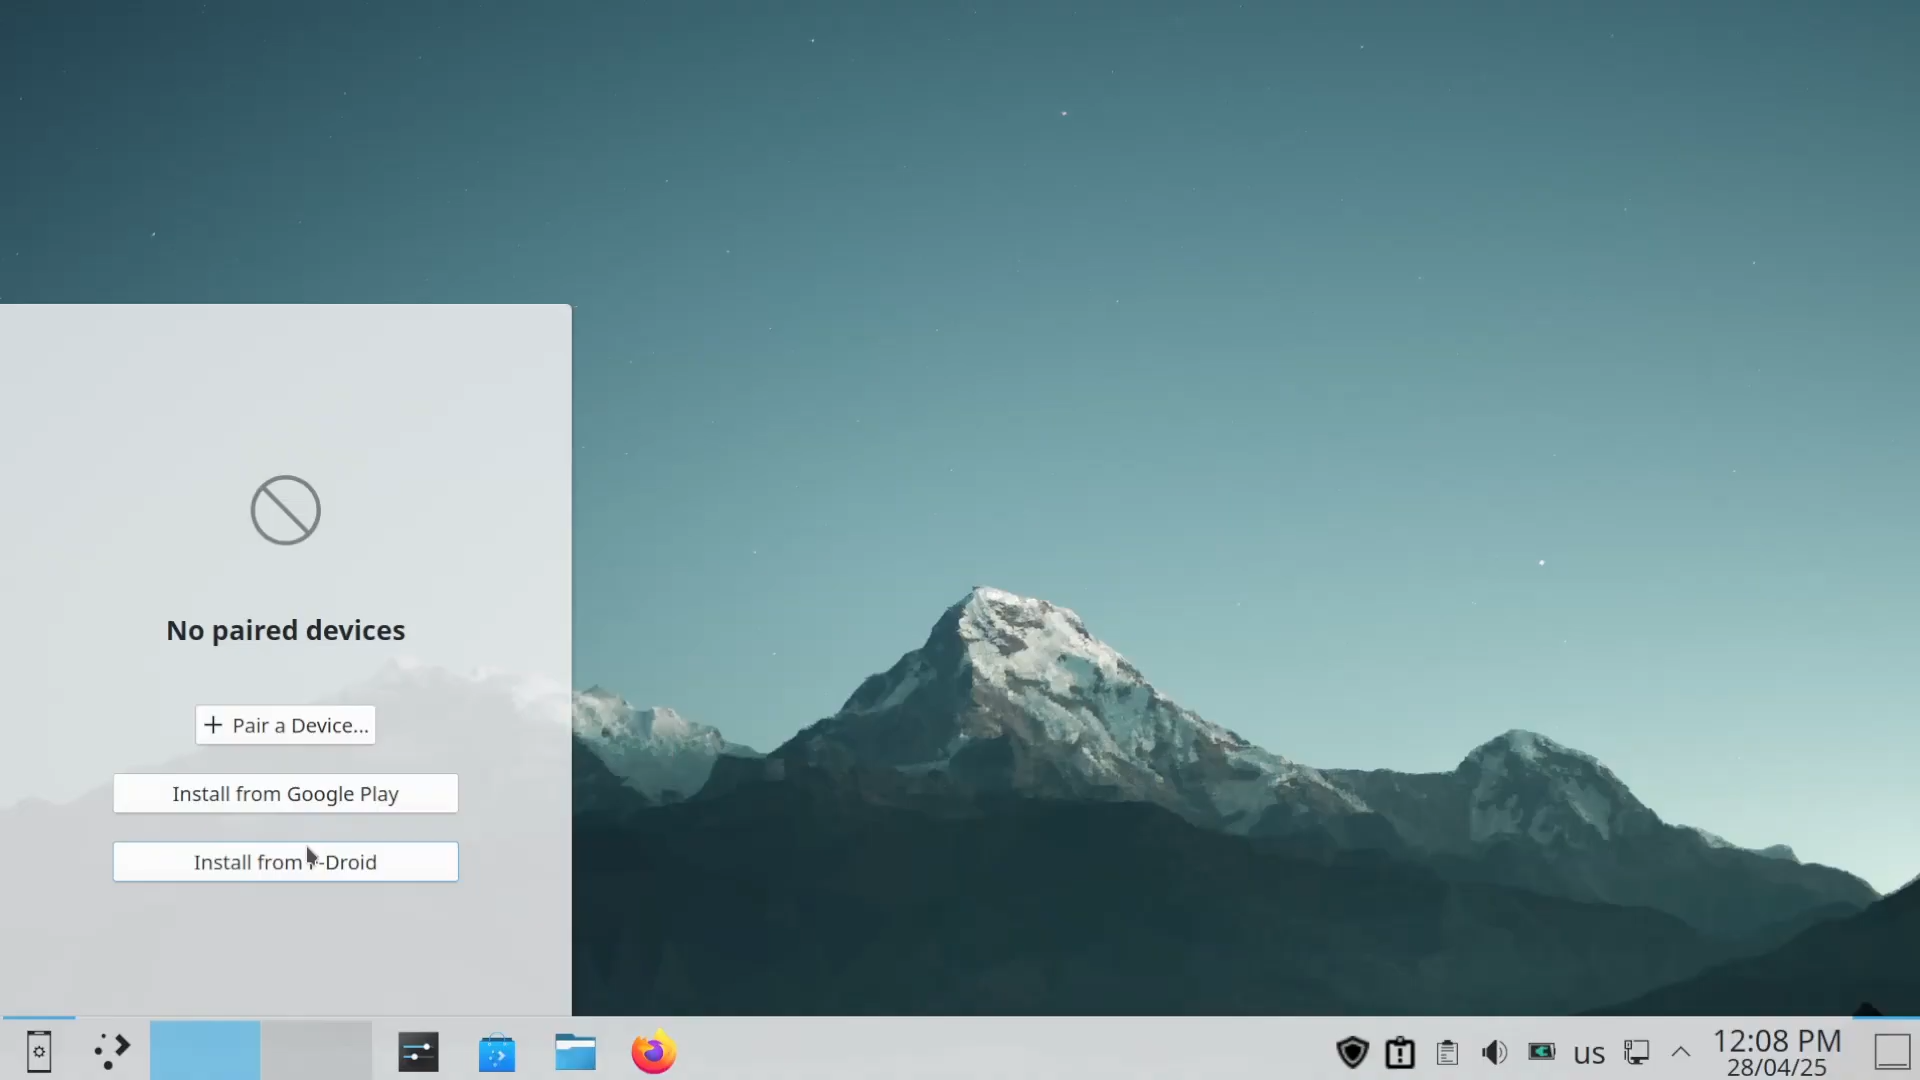 No paired devices
+ Pair a Device...
Install from Google Play
Install from F-Droid
us
12:08 PM
28/04/25